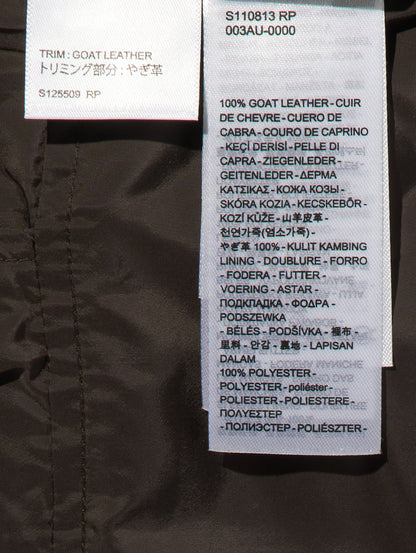 TRIM : GOAT LEATHER
トリミング部分 : やぎ革
S125509 RP
S110813 RP
003AU-0000
100% GOAT LEATHER - CUIR
DE CHEVRE - CUERO DE
CABRA - COURO DE CAPRINO
- KEÇİ DERİSİ - PELLE DI
CAPRA - ZIEGENLEDER -
GEITENLEDER - ΔΕΡΜΑ
ΚΑΤΣΙΚΑΣ - КОЖА КОЗЫ -
SKÓRA KOZIA - KECSKEBŐR -
KOZÍ KŮŽE - 山羊皮革 -
천연가죽(염소가죽) -
やぎ革 100% - KULIT KAMBING
LINING - DOUBLURE - FORRO
- FODERA - FUTTER -
VOERING - ASTAR -
ПОДКЛАДКА - ΦΟΔΡΑ -
PODSZEWKA
- BÉLÉS - PODŠÍVKA - 裡布 -
里料 - 안감 - 裏地 - LAPISAN
DALAM
100% POLYESTER -
POLYESTER - poliéster -
POLIESTER - POLIESTERE -
ΠΟΛΥΕΣΤΕΡ
- ПОЛИЭСТЕР - POLIÉSZTER -